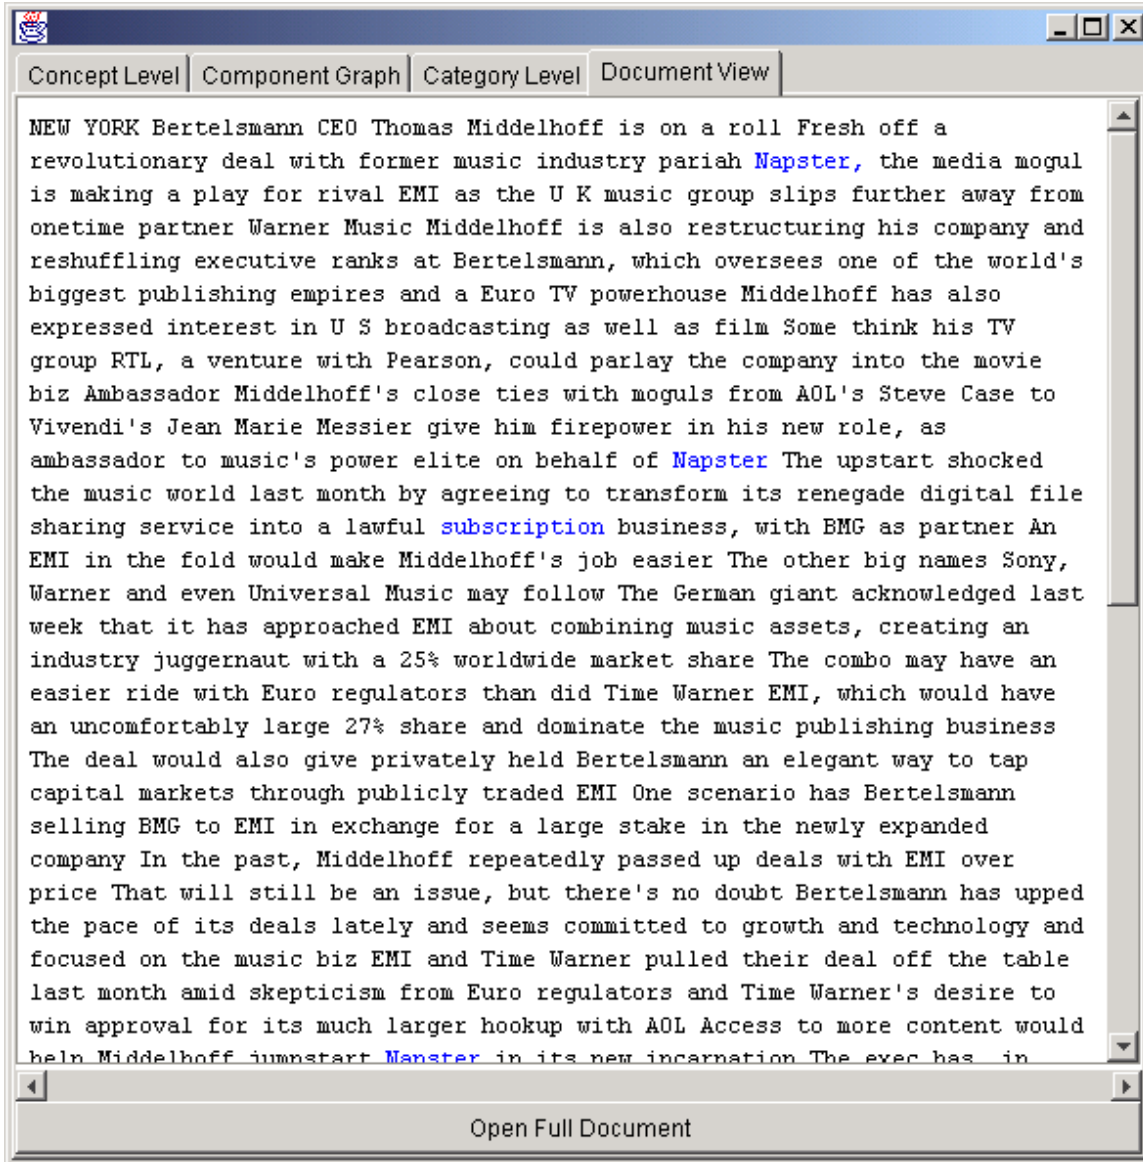 Concept Level Component Graph Category Level Document View
NEW YORK Bertelsmann CEO Thomas Middelhoff is on a roll Fresh off a
revolutionary deal with former music industry pariah Napster, the media mogul
is making a play for rival EMI as the U K music group slips further away from
onetime partner Warner Music Middelhoff is also restructuring his company and
reshuffling executive ranks at Bertelsmann, which oversees one of the world's
biggest publishing empires and a Euro TV powerhouse Middelhoff has also
expressed interest in U S broadcasting as well as film Some think his TV
group RTL, a venture with Pearson, could parlay the company into the movie
biz Ambassador Middelhoff's close ties with moguls from AOL's Steve Case to
Vivendi's Jean Marie Messier give him firepower in his new role, as
ambassador to music's power elite on behalf of Napster The upstart shocked
the music world last month by agreeing to transform its renegade digital file
sharing service into a lawful subscription business, with BMG as partner An
EMI in the fold would make Middelhoff's job easier The other big names Sony,
Warner and even Universal Music may follow The German giant acknowledged last
week that it has approached EMI about combining music assets, creating an
industry juggernaut with a 25% worldwide market share The combo may have an
easier ride with Euro regulators than did Time Warner EMI, which would have
an uncomfortably large 27% share and dominate the music publishing business
The deal would also give privately held Bertelsmann an elegant way to tap
capital markets through publicly traded EMI One scenario has Bertelsmann
selling BMG to EMI in exchange for a large stake in the newly expanded
company In the past, Middelhoff repeatedly passed up deals with EMI over
price That will still be an issue, but there's no doubt Bertelsmann has upped
the pace of its deals lately and seems committed to growth and technology and
focused on the music biz EMI and Time Warner pulled their deal off the table
last month amid skepticism from Euro regulators and Time Warner's desire to
win approval for its much larger hookup with AOL Access to more content would
help Middelhoff jumpstart Napster in its new incarnation The exec has in
Open Full Document